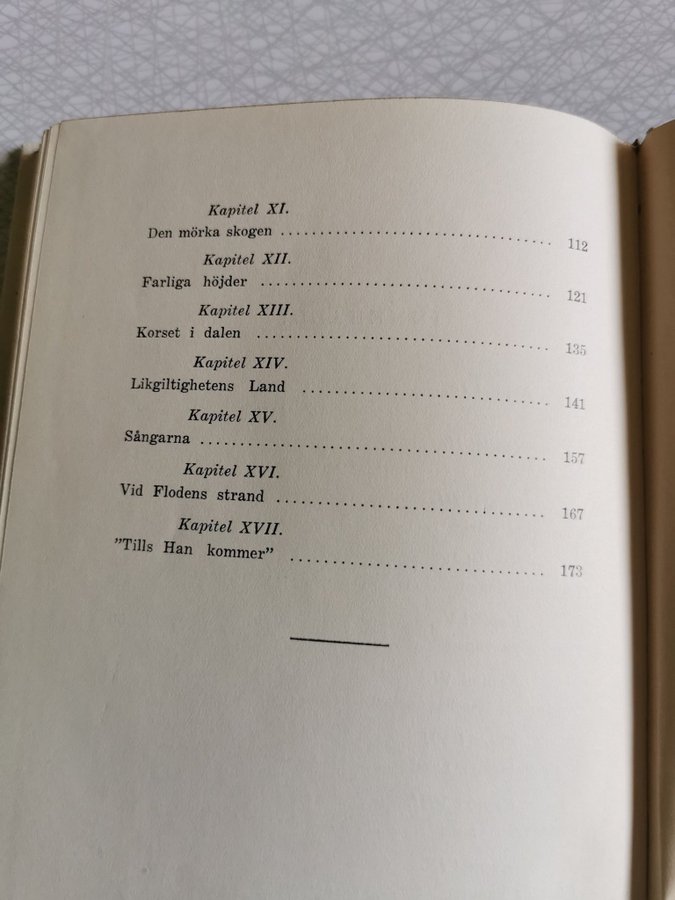 Kapitel XI.
Den mörka skogen ........................................ 112
Kapitel XII.
Farliga höjder ........................................ 121
Kapitel XIII.
Korset i dalen ........................................ 135
Kapitel XIV.
Likgiltighetens Land ................................ 141
Kapitel XV.
Sångarna ................................................ 157
Kapitel XVI.
Vid Flodens strand .................................. 167
Kapitel XVII.
”Tills Han kommer” ................................ 173